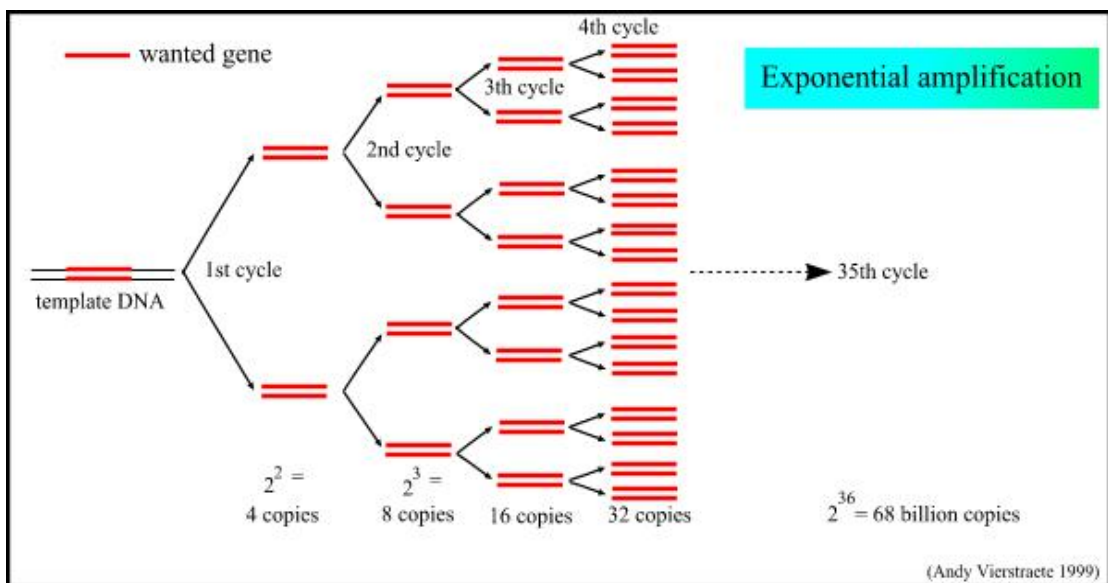 4th cycle
wanted gene
Exponential amplification
3th cycle
2nd cycle
1st cycle
35th cycle
template DNA
2^2 =
4 copies
2^3 =
8 copies
16 copies
32 copies
2^36 = 68 billion copies
(Andy Vierstraete 1999)